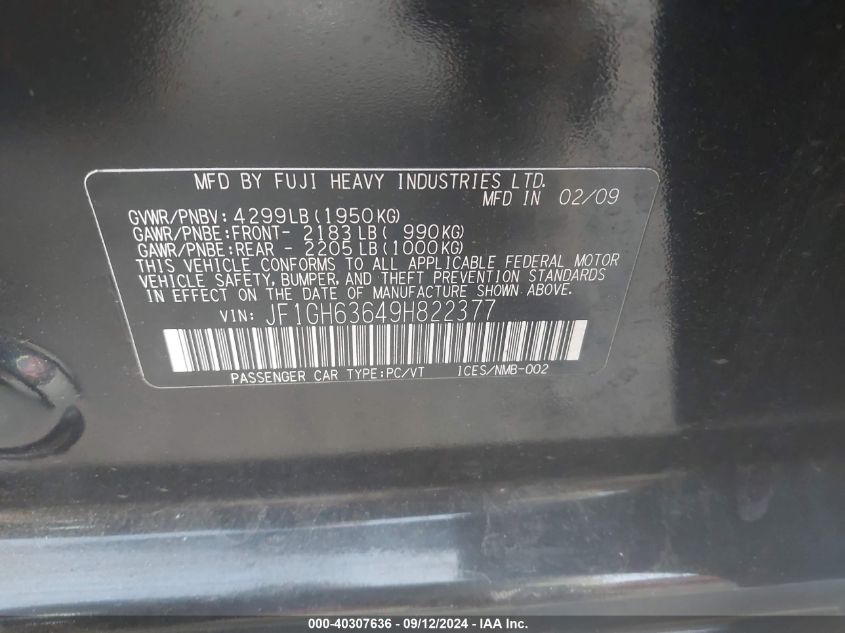 MFD BY FUJI HEAVY INDUSTRIES LTD.
MFD IN 02/09
GVWR/PNBV: 4299LB(1950KG)
GAWR/PNBE:FRONT- 2183LB( 990KG)
GAWR/PNBE:REAR - 2205LB(1000KG)
THIS VEHICLE CONFORMS TO ALL APPLICABLE FEDERAL MOTOR
VEHICLE SAFETY, BUMPER, AND THEFT PREVENTION STANDARDS
IN EFFECT ON THE DATE OF MANUFACTURE SHOWN ABOVE.
VIN: JF1GH63649H822377
PASSENGER CAR TYPE:PC/VT ICES/NMB-002
000-40307636 - 09/12/2024 - IAA Inc.